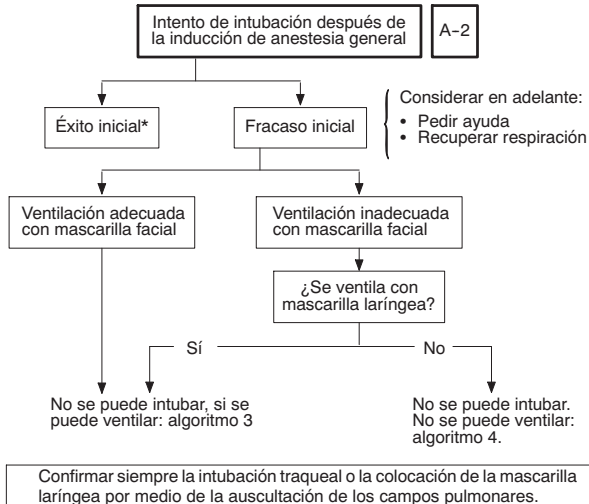 Intento de intubación después de
la inducción de anestesia general
A-2
Éxito inicial*
Fracaso inicial
Considerar en adelante:
• Pedir ayuda
• Recuperar respiración
Ventilación adecuada
con mascarilla facial
Ventilación inadecuada
con mascarilla facial
¿Se ventila con
mascarilla laríngea?
Sí
No
No se puede intubar, si se
puede ventilar: algoritmo 3
No se puede intubar.
No se puede ventilar:
algoritmo 4.
Confirmar siempre la intubación traqueal o la colocación de la mascarilla
laríngea por medio de la auscultación de los campos pulmonares.